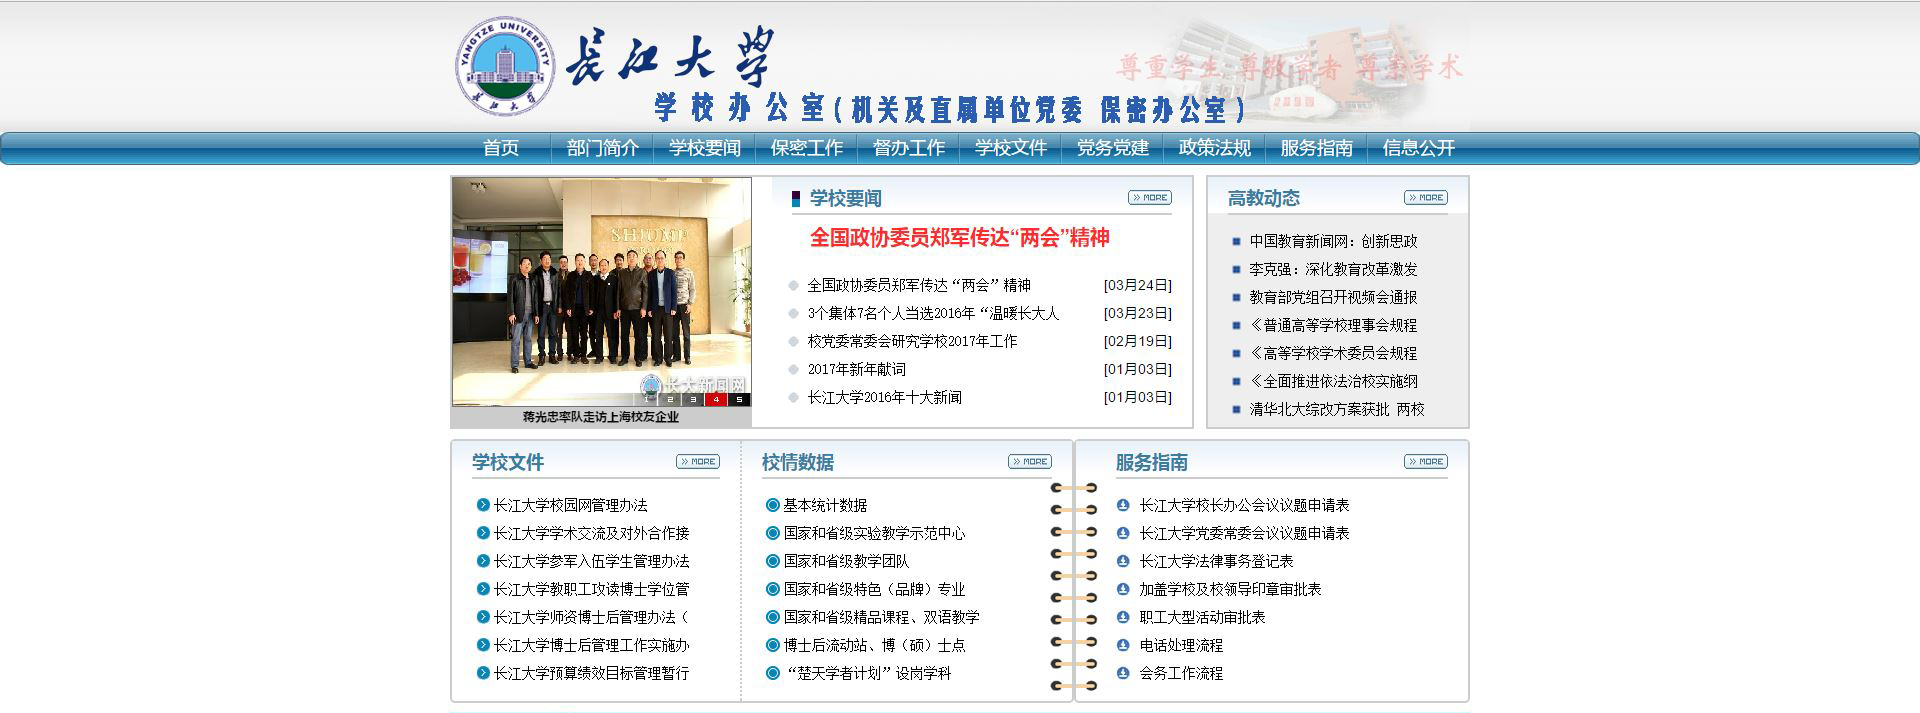 YANGTZE UNIVERSITY
长江大学
长江大学
尊重学生 尊敬学者 尊崇学术
学校办公室(机关及直属单位党委 保密办公室)
首页 部门简介 学校要闻 保密工作 督办工作 学校文件 党务党建 政策法规 服务指南 信息公开
SHIOMP
长大新闻网
1 2 3 4 5
蒋光忠率队走访上海校友企业
学校要闻 MORE
全国政协委员郑军传达“两会”精神
全国政协委员郑军传达“两会”精神 [03月24日]
3个集体7名个人当选2016年“温暖长大人 [03月23日]
校党委常委会研究学校2017年工作 [02月19日]
2017年新年献词 [01月03日]
长江大学2016年十大新闻 [01月03日]
高教动态 MORE
中国教育新闻网：创新思政
李克强：深化教育改革激发
教育部党组召开视频会通报
《普通高等学校理事会规程
《高等学校学术委员会规程
《全面推进依法治校实施纲
清华北大综改方案获批 两校
学校文件 MORE
长江大学校园网管理办法
长江大学学术交流及对外合作接
长江大学参军入伍学生管理办法
长江大学教职工攻读博士学位管
长江大学师资博士后管理办法（
长江大学博士后管理工作实施办
长江大学预算绩效目标管理暂行
校情数据 MORE
基本统计数据
国家和省级实验教学示范中心
国家和省级教学团队
国家和省级特色（品牌）专业
国家和省级精品课程、双语教学
博士后流动站、博（硕）士点
“楚天学者计划”设岗学科
服务指南 MORE
长江大学校长办公会议议题申请表
长江大学党委常委会议议题申请表
长江大学法律事务登记表
加盖学校及校领导印章审批表
职工大型活动审批表
电话处理流程
会务工作流程